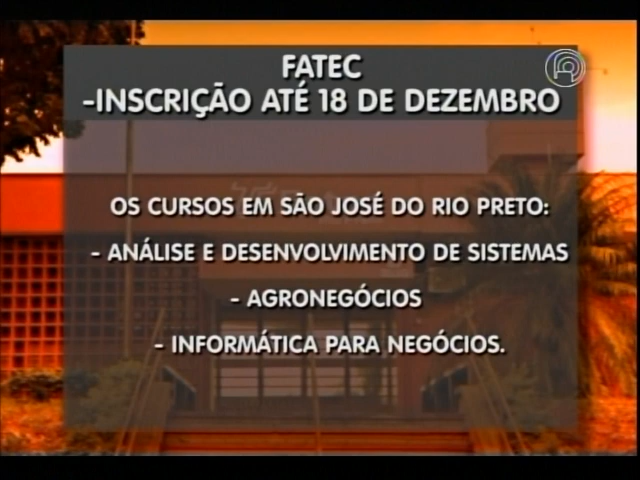 FATEC
-INSCRIÇÃO ATÉ 18 DE DEZEMBRO
OS CURSOS EM SÃO JOSÉ DO RIO PRETO:
- ANÁLISE E DESENVOLVIMENTO DE SISTEMAS
- AGRONEGÓCIOS
- INFORMÁTICA PARA NEGÓCIOS.